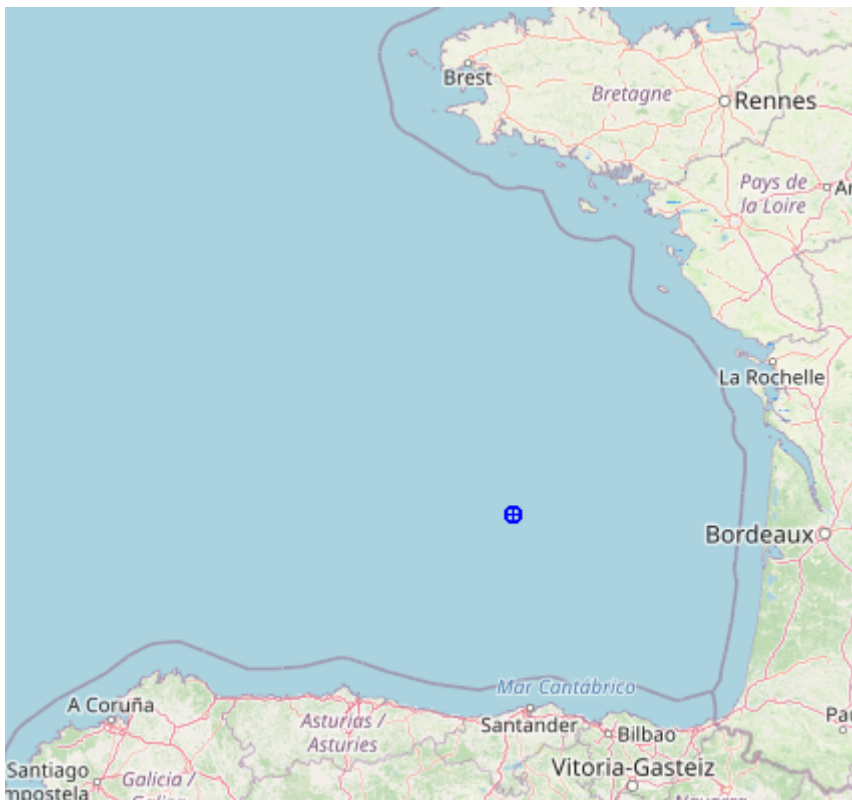 Brest
Bretagne
Rennes
Pays de
la Loire
La Rochelle
Bordeaux
Mar Cantábrico
A Coruña
Santander
Asturias /
Asturies
Bilbao
Santiago
Vitoria-Gasteiz
Galicia /